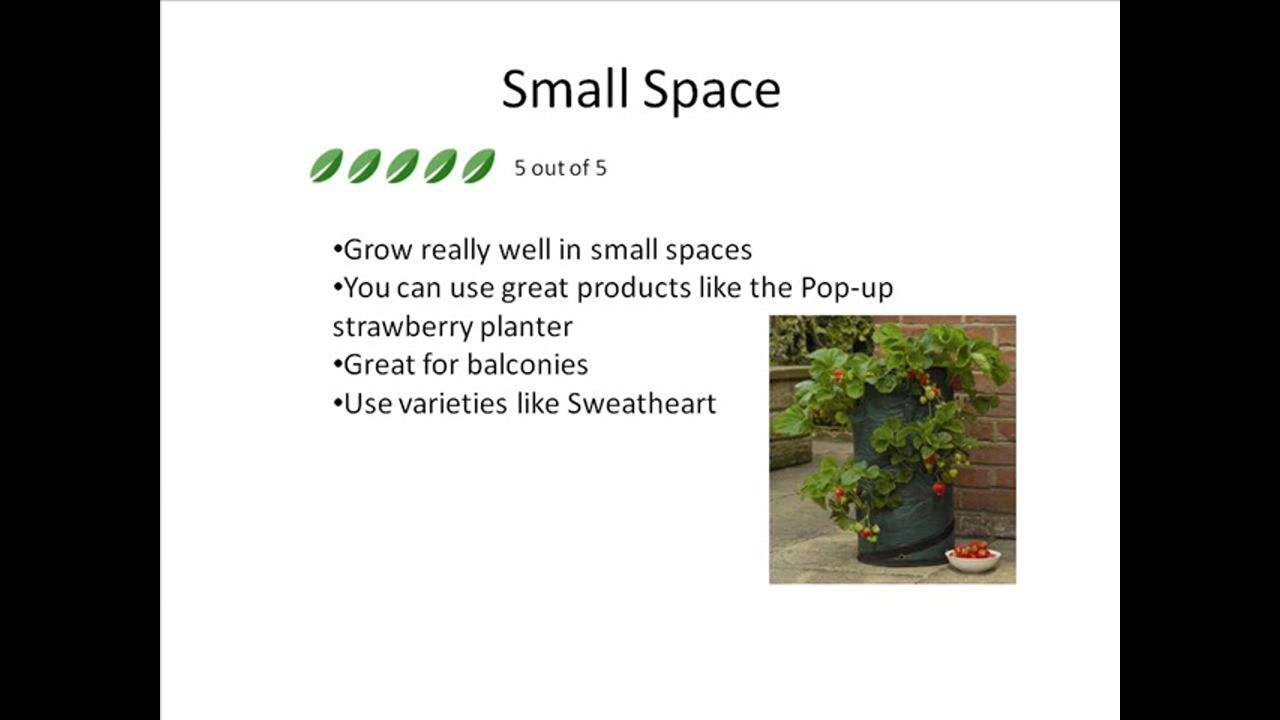 Small Space
5 out of 5
•Grow really well in small spaces
•You can use great products like the Pop-up
strawberry planter
•Great for balconies
•Use varieties like Sweatheart